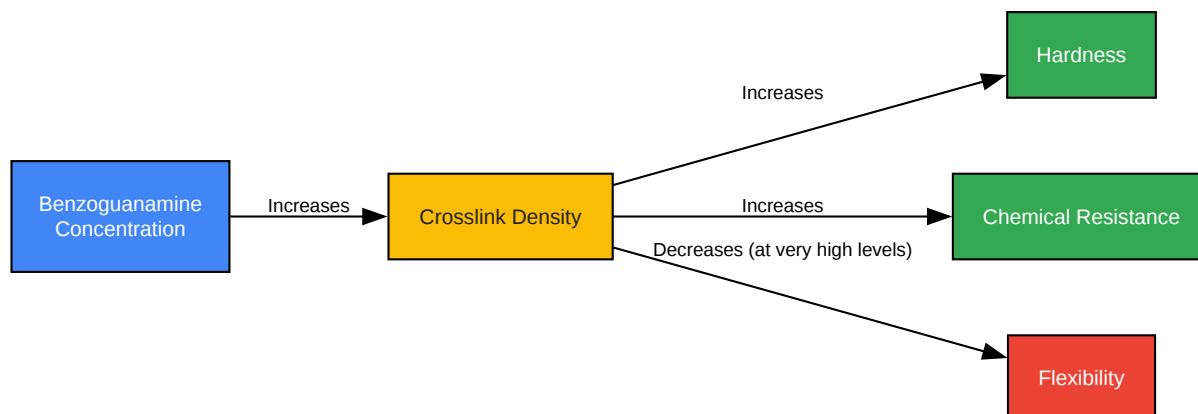 Hardness
Increases
Benzoguanamine
Concentration
Increases
Crosslink Density
Increases
Chemical Resistance
Decreases (at very high levels)
Flexibility